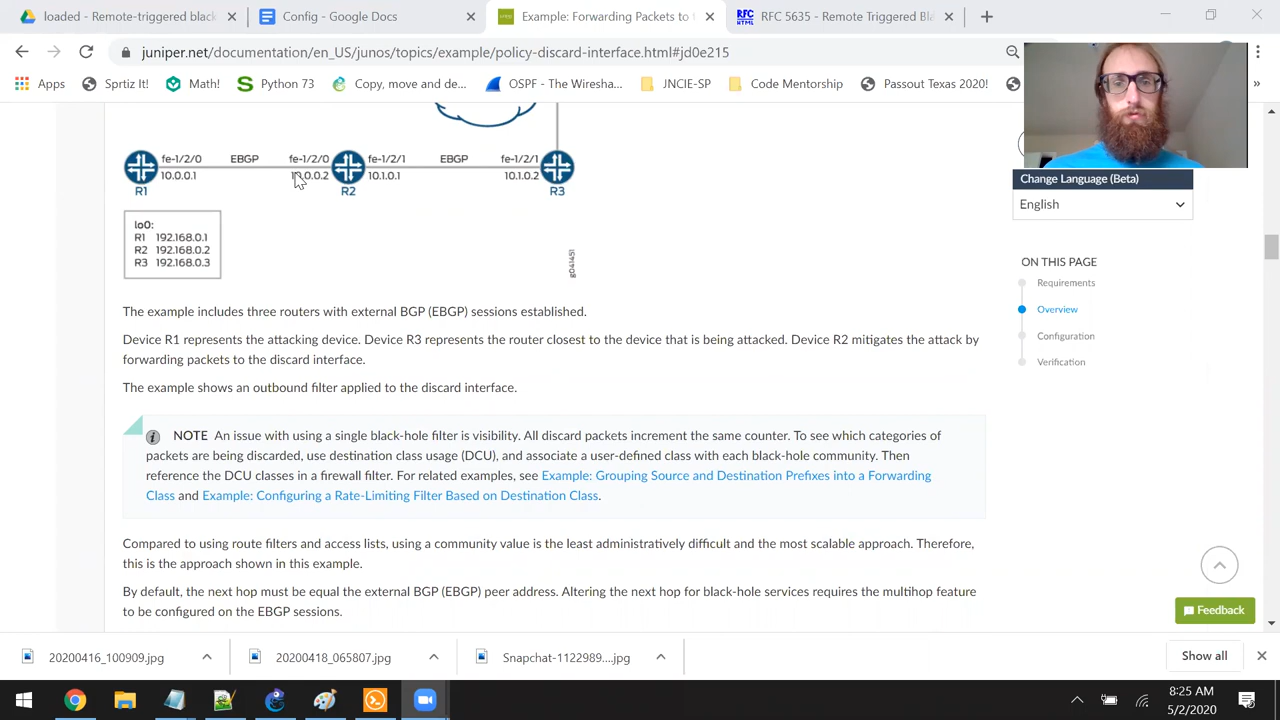 loaded - Remote-triggered blac
Config - Google Docs
Example: Forwarding Packets to t
RFC 5635 - Remote Triggered Bla
juniper.net/documentation/en_US/junos/topics/example/policy-discard-interface.html#jd0e215
Apps
Sprtiz It!
Math!
Python 73
Copy, move and de...
OSPF - The Wiresha...
JNCIE-SP
Code Mentorship
Passout Texas 2020!
»
fe-1/2/0 EBGP fe-1/2/0 fe-1/2/1 EBGP fe-1/2/1
10.0.0.1 10.0.0.2 10.1.0.1 10.1.0.2
R1 R2 R3
lo0:
R1 192.168.0.1
R2 192.168.0.2
R3 192.168.0.3
g041451
Change Language (Beta)
English
ON THIS PAGE
Requirements
Overview
Configuration
Verification
The example includes three routers with external BGP (EBGP) sessions established.
Device R1 represents the attacking device. Device R3 represents the router closest to the device that is being attacked. Device R2 mitigates the attack by
forwarding packets to the discard interface.
The example shows an outbound filter applied to the discard interface.
NOTE An issue with using a single black-hole filter is visibility. All discard packets increment the same counter. To see which categories of
packets are being discarded, use destination class usage (DCU), and associate a user-defined class with each black-hole community. Then
reference the DCU classes in a firewall filter. For related examples, see Example: Grouping Source and Destination Prefixes into a Forwarding
Class and Example: Configuring a Rate-Limiting Filter Based on Destination Class.
Compared to using route filters and access lists, using a community value is the least administratively difficult and the most scalable approach. Therefore,
this is the approach shown in this example.
By default, the next hop must be equal the external BGP (EBGP) peer address. Altering the next hop for black-hole services requires the multihop feature
to be configured on the EBGP sessions.
Feedback
20200416_100909.jpg
20200418_065807.jpg
Snapchat-1122989....jpg
Show all
8:25 AM
5/2/2020